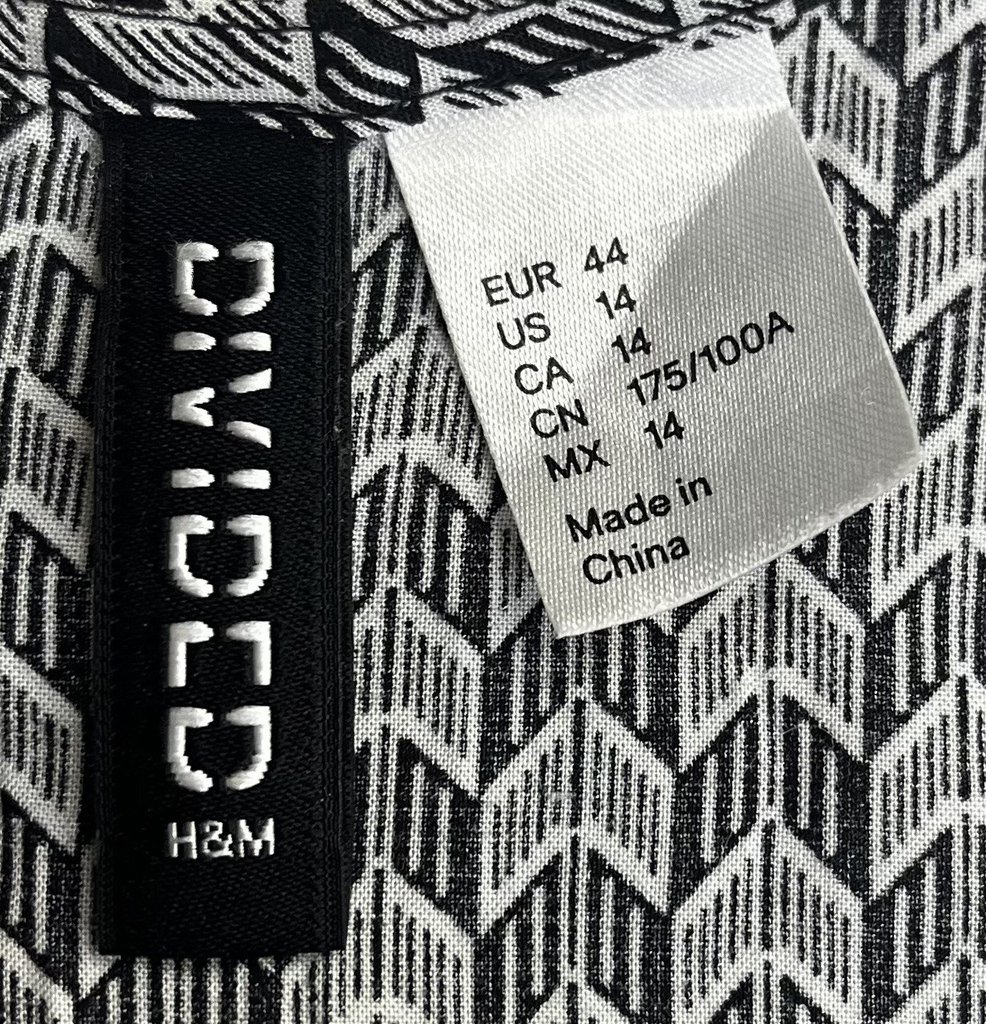 DIVIDED
H&M
EUR 44
US 14
CA 14
CN 175/100A
MX 14
Made in
China